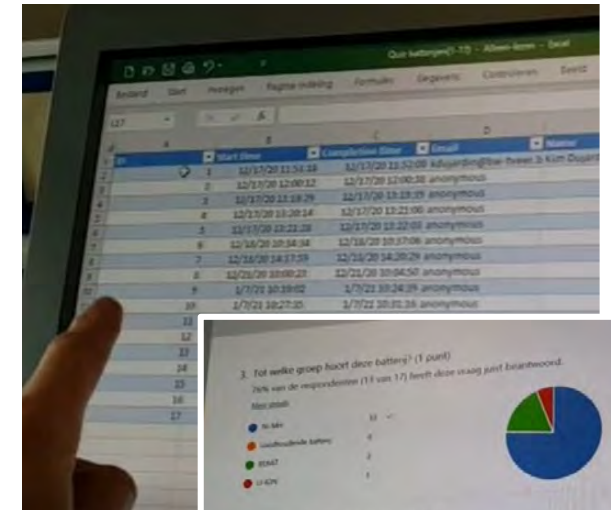 Quiz batterijen(1-17) - Alleen-lezen - Excel
Bestand Start Invoegen Pagina-indeling Formules Gegevens Controleren Beeld
L27
A B C D
ID Start time Completion time Email Name
1 12/17/20 11:51:18 12/17/20 11:52:00
2 12/17/20 12:00:12 12/17/20 12:00:38 anonymous
3 12/17/20 13:18:29 anonymous
4 12/17/20 13:20:14 12/17/20 13:21:06 anonymous
5 12/17/20 13:21:28 12/17/20 13:22:03 anonymous
6 12/18/20 10:34:34 12/18/20 10:37:06 anonymous
7 12/18/20 14:17:59 12/18/20 14:20:29 anonymous
8 12/21/20 10:00:23 12/21/20 10:04:50 anonymous
9 1/7/21 10:19:02 1/7/21 10:24:39 anonymous
10 1/7/21 10:27:35 1/7/21 10:31:16 anonymous
11
12
13
14
15
16
17
3. Tot welke groep hoort deze batterij? (1 punt)
76% van de respondenten (13 van 17) heeft deze vraag juist beantwoord.
Meer details
Ni-MH 13
Loodhoudende batterij 0
LI-ION 1